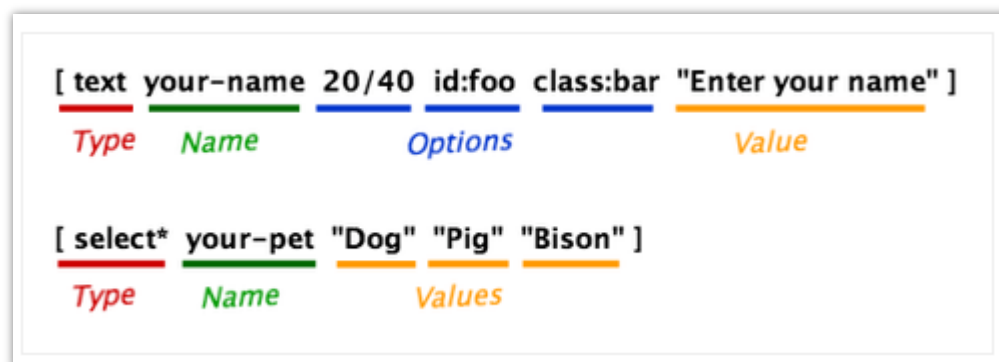 [ text your-name 20/40 id:foo class:bar "Enter your name" ]
Type Name Options Value
[ select* your-pet "Dog" "Pig" "Bison" ]
Type Name Values